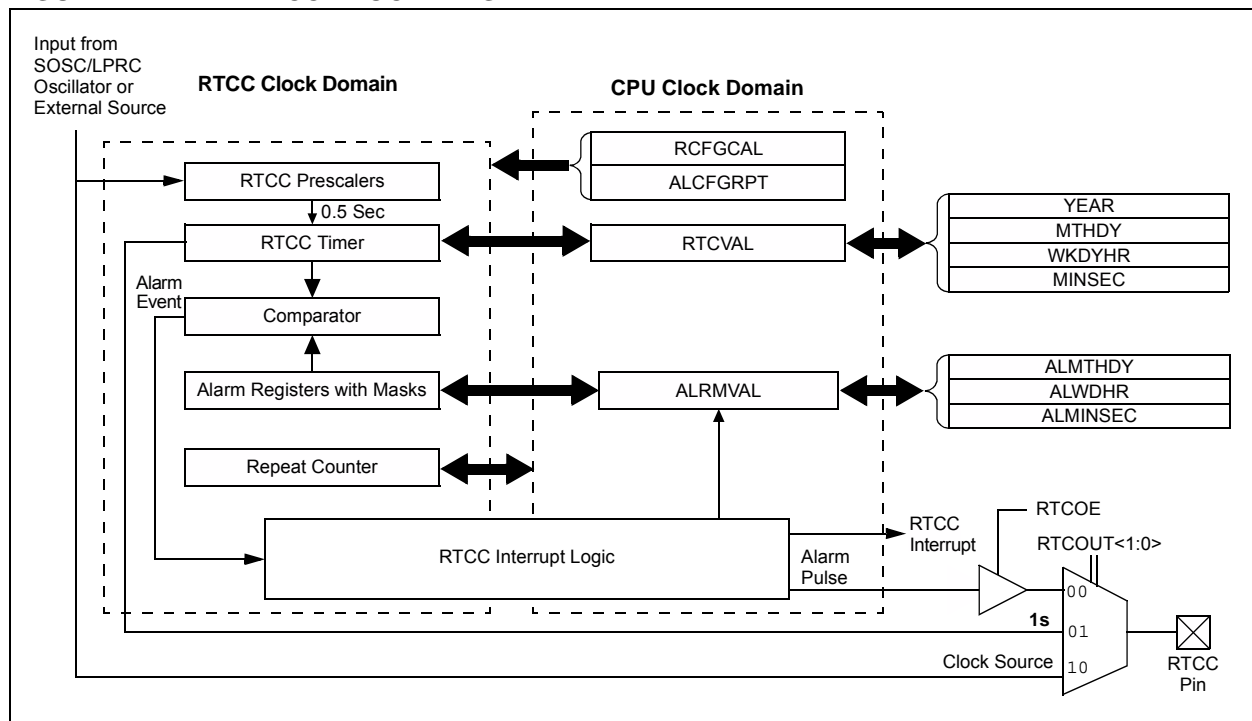 Input from
SOSC/LPRC
Oscillator or
External Source
RTCC Clock Domain
CPU Clock Domain
RCFGCAL
ALCFGRPT
RTCC Prescalers
0.5 Sec
RTCC Timer
RTCVAL
YEAR
MTHDY
WKDYHR
MINSEC
Alarm
Event
Comparator
Alarm Registers with Masks
ALRMVAL
ALMTHDY
ALWDHR
ALMINSEC
Repeat Counter
RTCC Interrupt Logic
RTCC
Interrupt
Alarm
Pulse
RTCOE
RTCOUT<1:0>
00
1s
01
Clock Source
10
RTCC
Pin